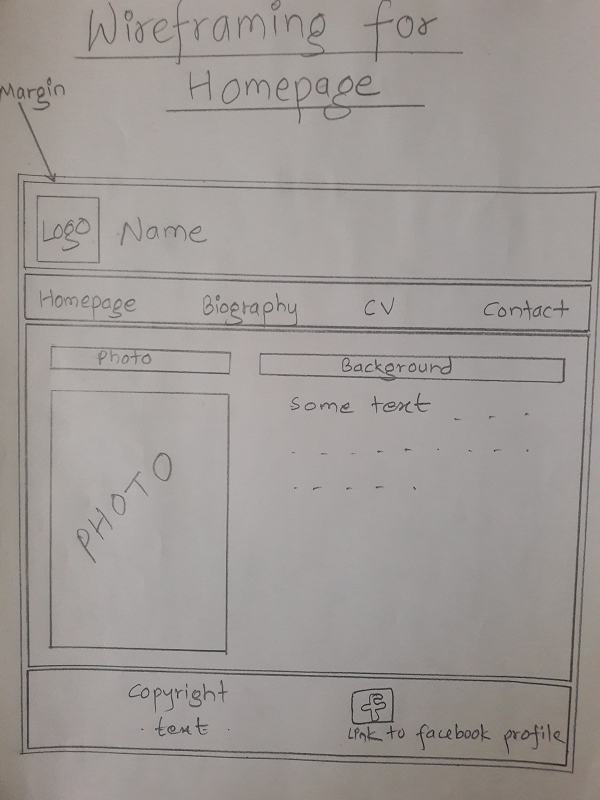 Wireframing for
Homepage
Margin
Logo Name
Homepage Biography CV Contact
Photo Background
some text . - - .
PHOTO
Copyright
. text .
f
Link to facebook profile